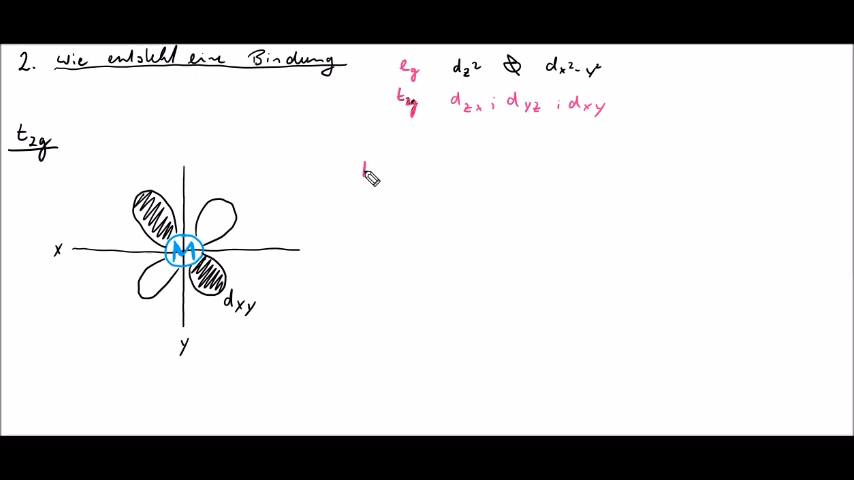 2. wie entsteht eine Bindung
eg dz² & dx²-y²
t2g dzx ; dyz ; dxy
t2g
x
M
dxy
y